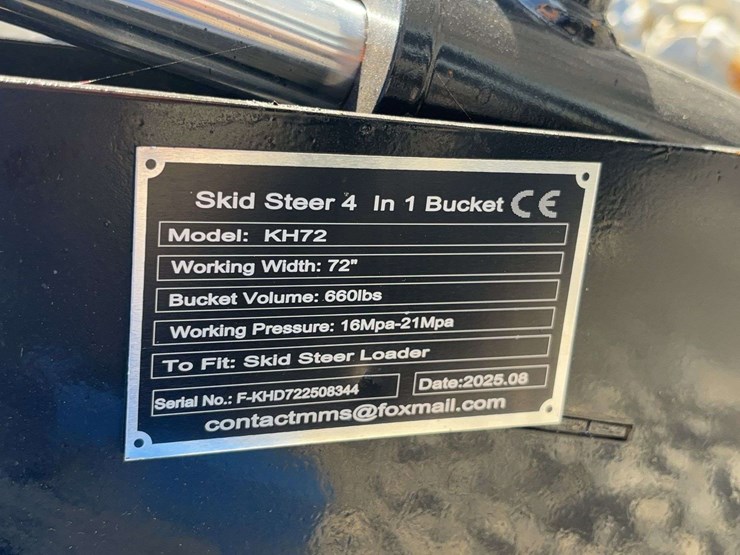 Skid Steer 4 In 1 Bucket CE
Model: KH72
Working Width: 72"
Bucket Volume: 660lbs
Working Pressure: 16Mpa-21Mpa
To Fit: Skid Steer Loader
Serial No.: F-KHD722508344 Date:2025.08
contactmms@foxmail.com